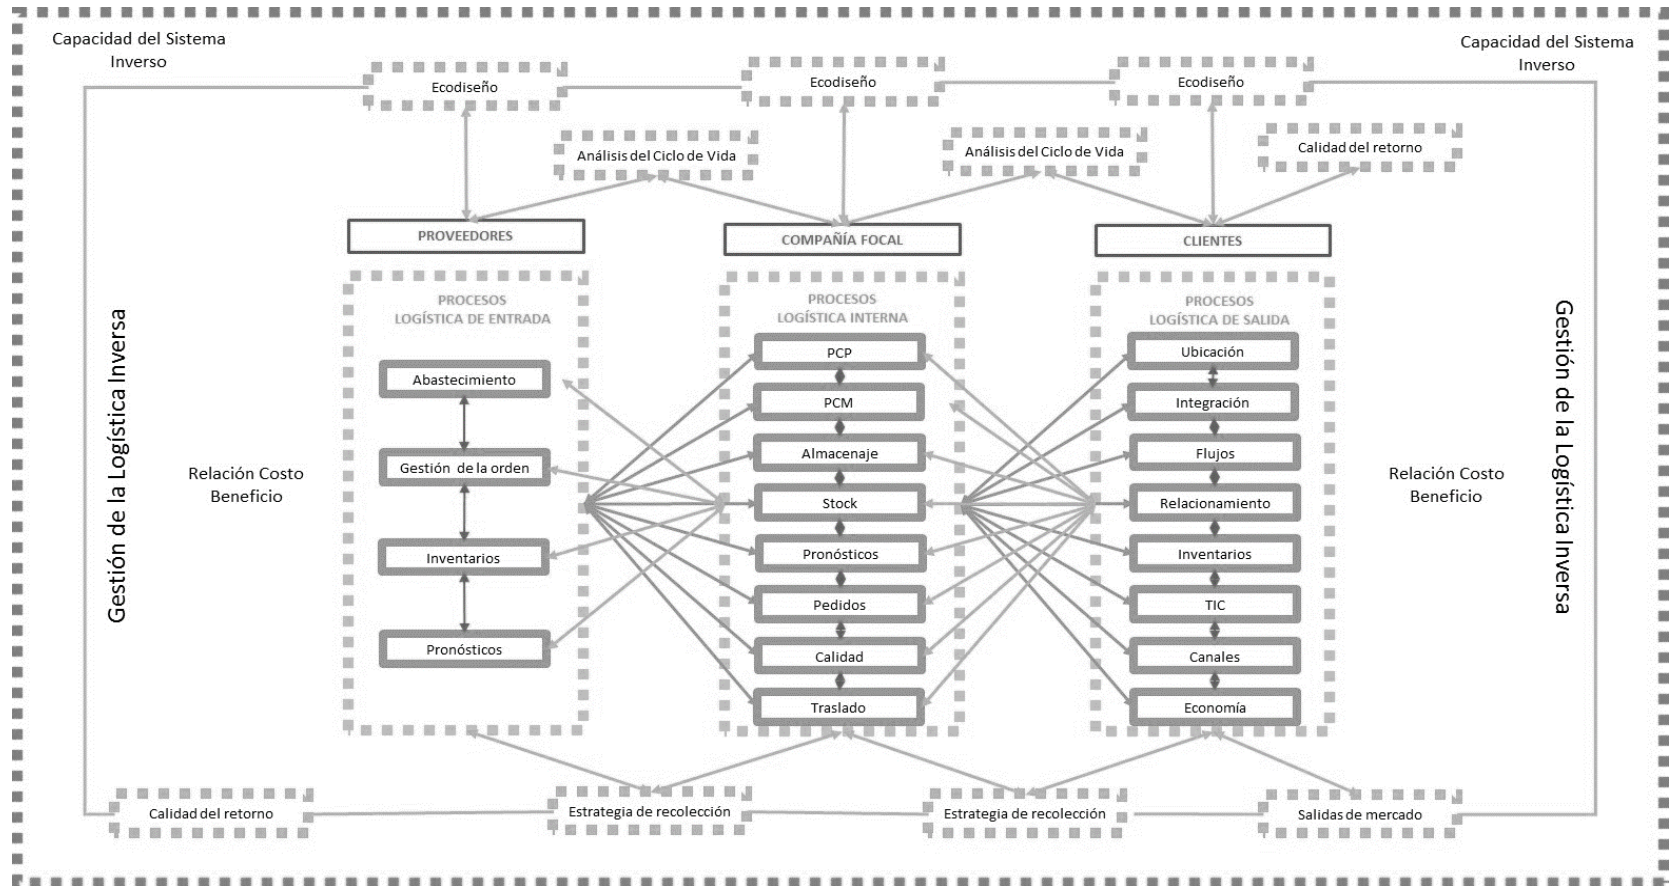 Capacidad del Sistema
Inverso
Capacidad del Sistema
Inverso
Ecodiseño
Ecodiseño
Ecodiseño
Análisis del Ciclo de Vida
Análisis del Ciclo de Vida
Calidad del retorno
PROVEEDORES
COMPAÑÍA FOCAL
CLIENTES
Gestión de la Logística Inversa
Relación Costo
Beneficio
PROCESOS
LOGÍSTICA DE ENTRADA
Abastecimiento
Gestión de la orden
Inventarios
Pronósticos
PROCESOS
LOGÍSTICA INTERNA
PCP
PCM
Almacenaje
Stock
Pronósticos
Pedidos
Calidad
Traslado
PROCESOS
LOGÍSTICA DE SALIDA
Ubicación
Integración
Flujos
Relacionamiento
Inventarios
TIC
Canales
Economía
Relación Costo
Beneficio
Gestión de la Logística Inversa
Calidad del retorno
Estrategia de recolección
Estrategia de recolección
Salidas de mercado